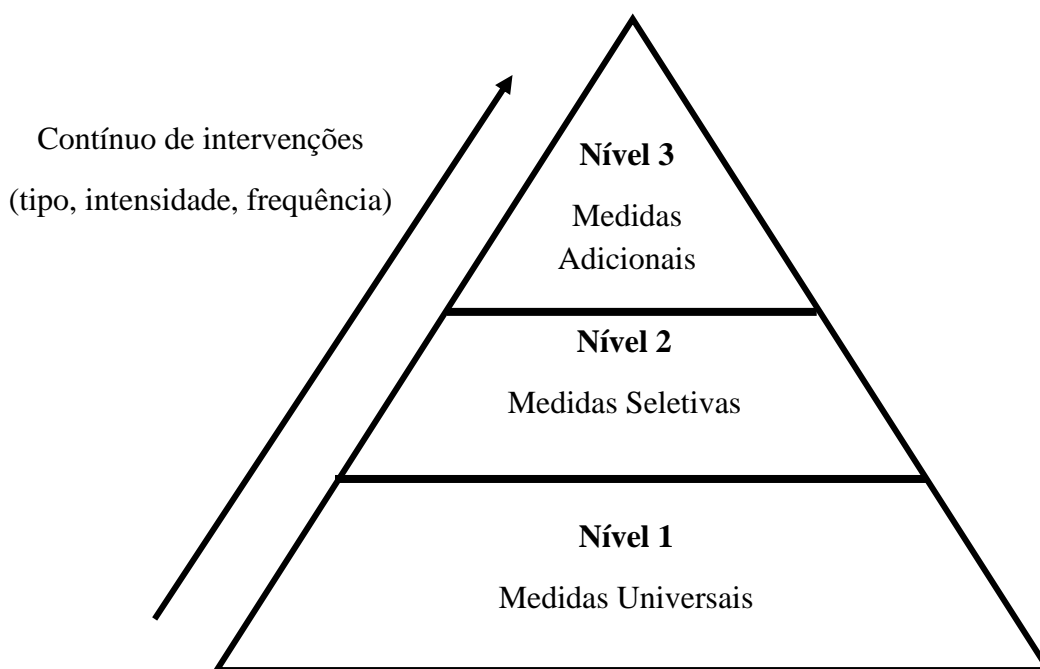 Contínuo de intervenções
(tipo, intensidade, frequência)
Nível 3
Medidas
Adicionais
Nível 2
Medidas Seletivas
Nível 1
Medidas Universais